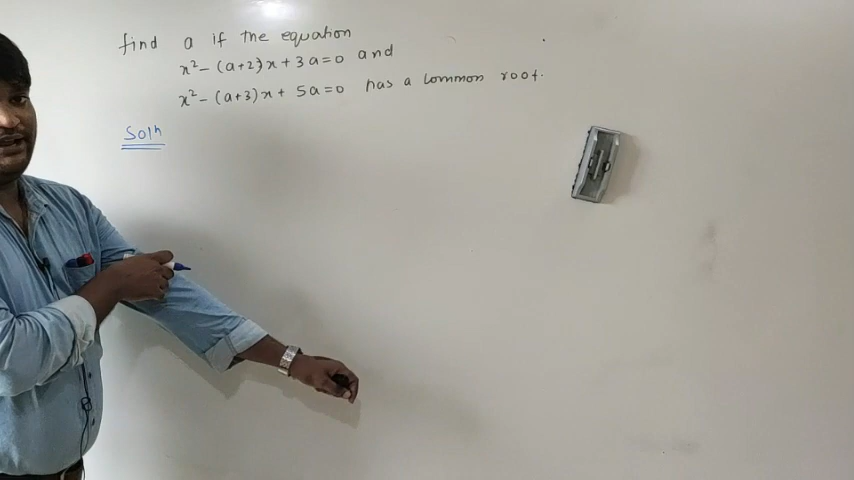 find a if the equation
x² - (a+2)x + 3a = 0 and
x² - (a+3)x + 5a = 0 has a common root.
Solⁿ